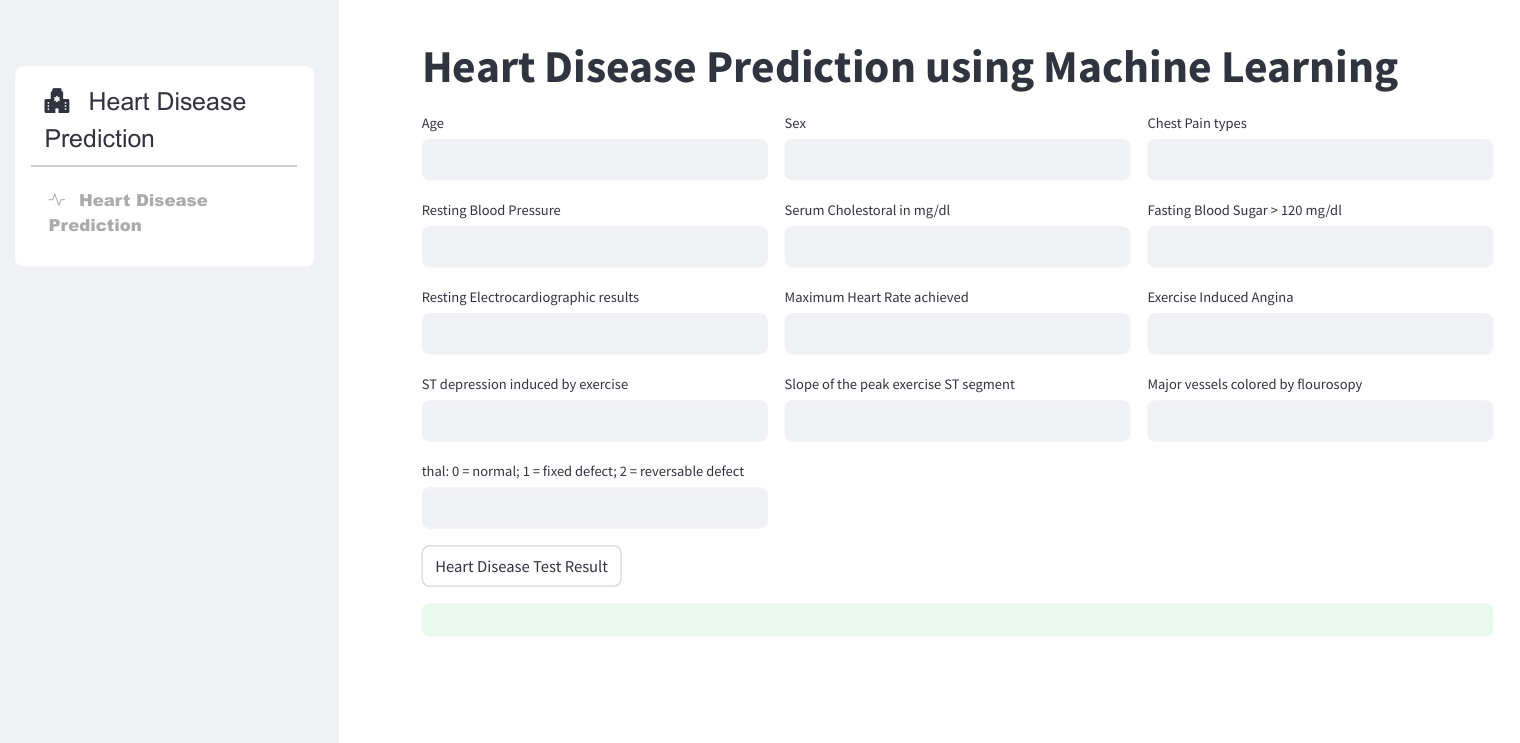 Heart Disease
Prediction
Heart Disease
Prediction
Heart Disease Prediction using Machine Learning
Age
Sex
Chest Pain types
Resting Blood Pressure
Serum Cholestoral in mg/dl
Fasting Blood Sugar > 120 mg/dl
Resting Electrocardiographic results
Maximum Heart Rate achieved
Exercise Induced Angina
ST depression induced by exercise
Slope of the peak exercise ST segment
Major vessels colored by flourosopy
thal: 0 = normal; 1 = fixed defect; 2 = reversable defect
Heart Disease Test Result